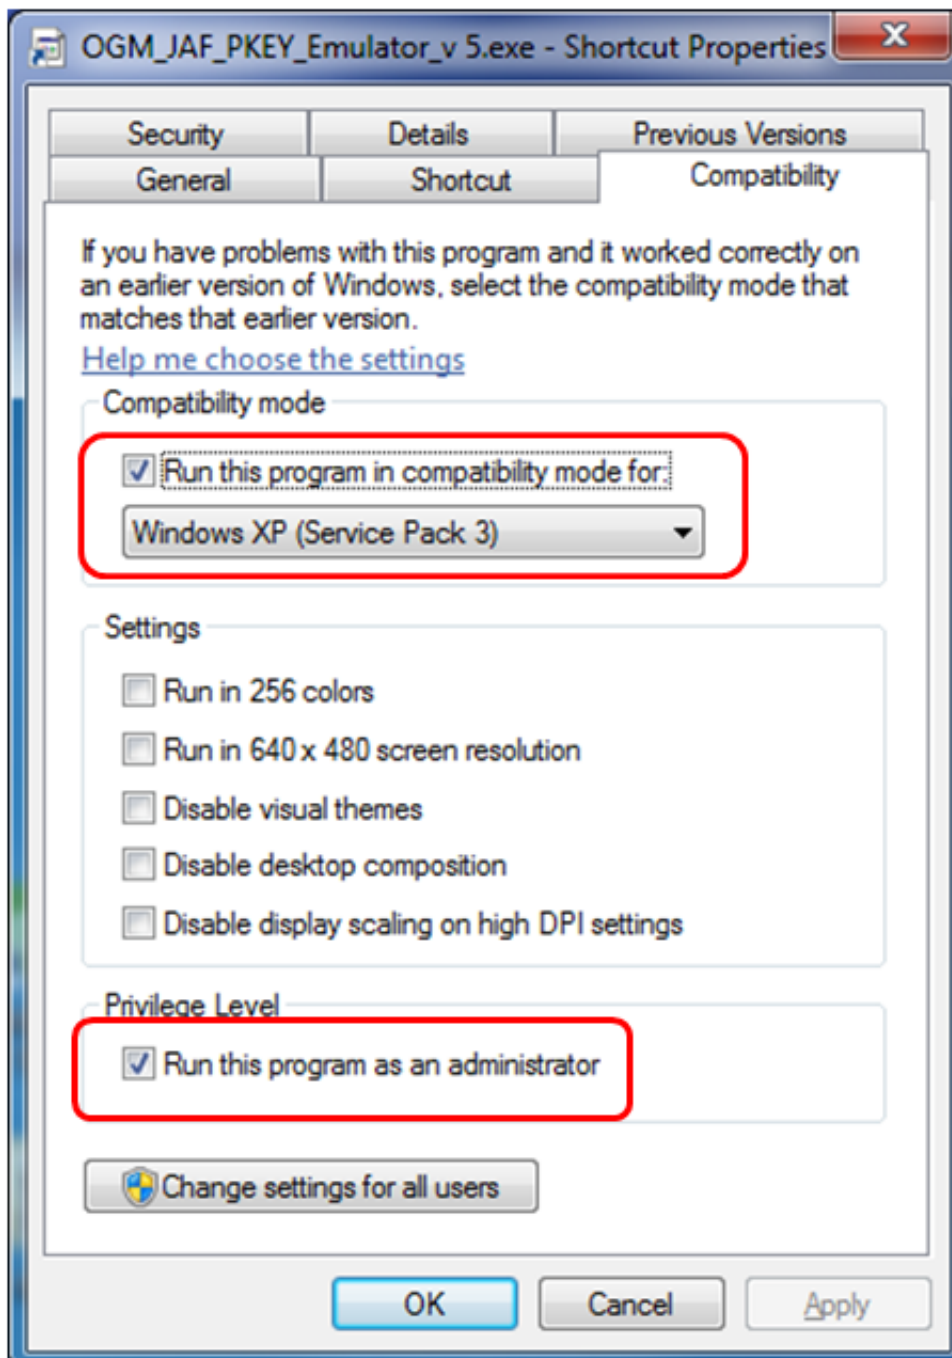 OGM_JAF_PKEY_Emulator_v 5.exe - Shortcut Properties
Security Details Previous Versions
General Shortcut Compatibility
If you have problems with this program and it worked correctly on
an earlier version of Windows, select the compatibility mode that
matches that earlier version.
Help me choose the settings
Compatibility mode
Run this program in compatibility mode for:
Windows XP (Service Pack 3)
Settings
Run in 256 colors
Run in 640 x 480 screen resolution
Disable visual themes
Disable desktop composition
Disable display scaling on high DPI settings
Privilege Level
Run this program as an administrator
Change settings for all users
OK Cancel Apply